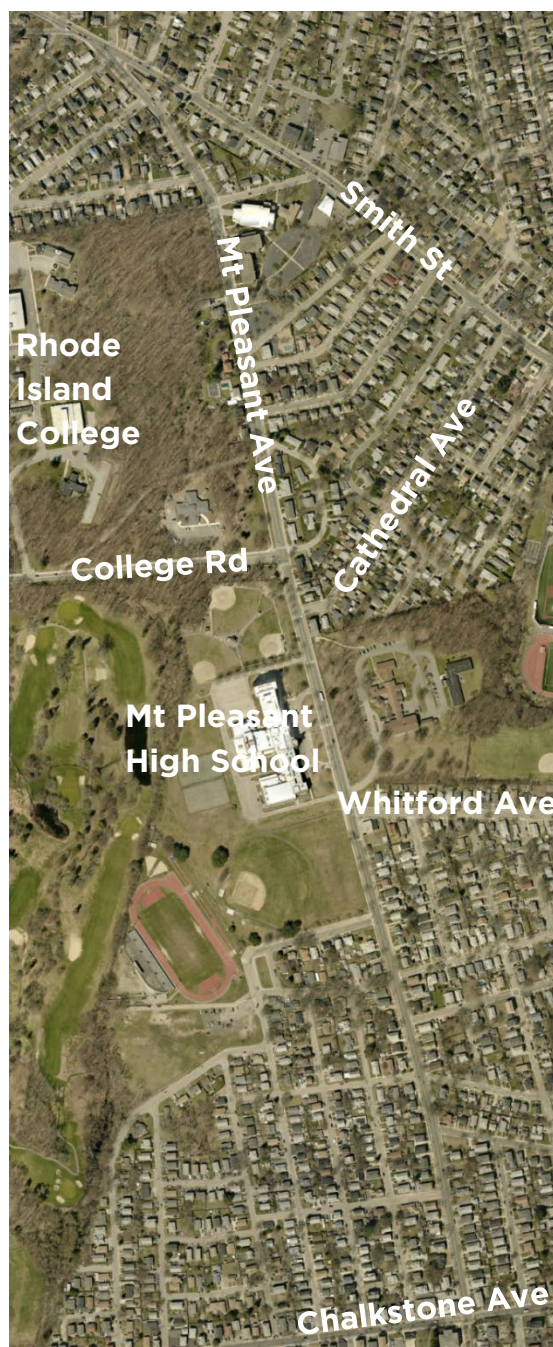 Smith St
Mt Pleasant Ave
Rhode
Island
College
Cathedral Ave
College Rd
Mt Pleasant
High School
Whitford Ave
Chalkstone Ave